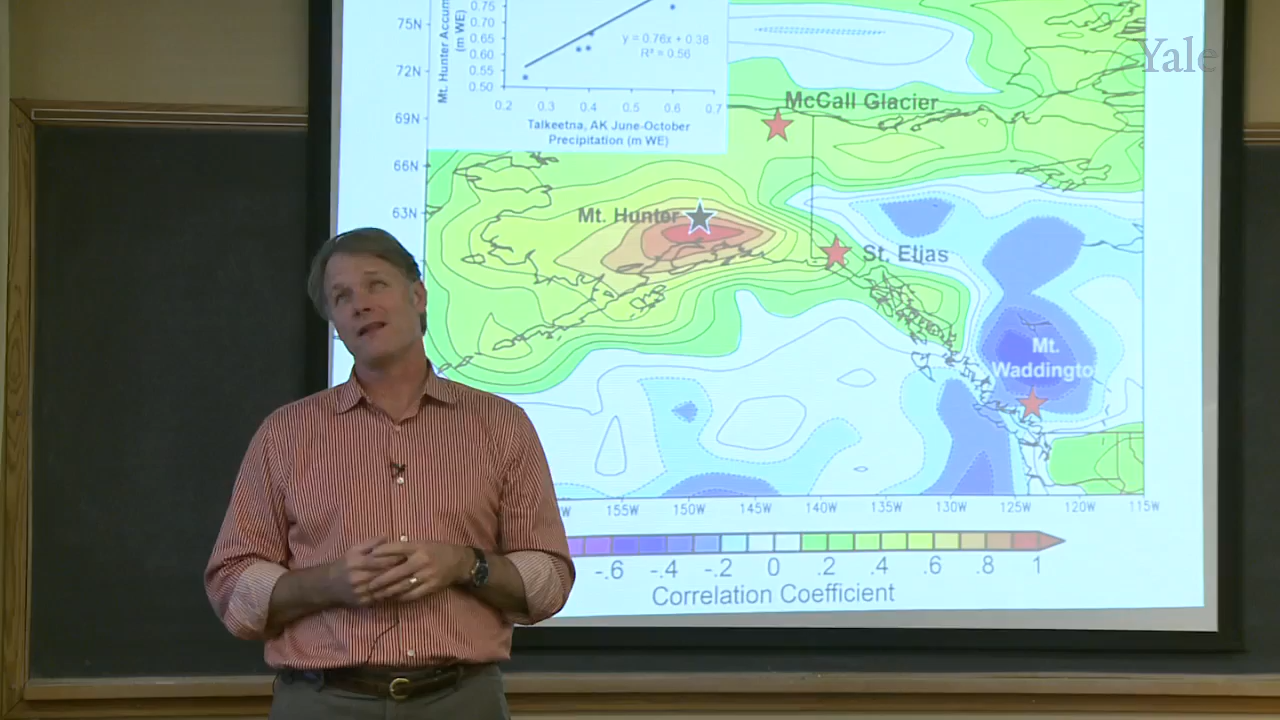 Yale
75N
72N
69N
66N
63N
Mt. Hunter Accum
(m WE)
0.75
0.70
0.65
0.60
0.55
0.50
y = 0.76x + 0.38
R² = 0.56
0.2 0.3 0.4 0.5 0.6 0.7
Talkeetna, AK June-October
Precipitation (m WE)
McCall Glacier
Mt. Hunter
St. Elias
Mt.
Waddingto
W 155W 150W 145W 140W 135W 130W 125W 120W 115W
-.6 -.4 -.2 0 .2 .4 .6 .8 1
Correlation Coefficient